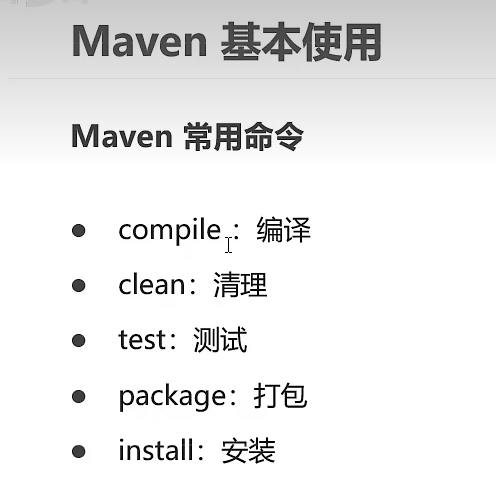 Maven 基本使用
Maven 常用命令
● compile ：编译
● clean：清理
● test：测试
● package：打包
● install：安装